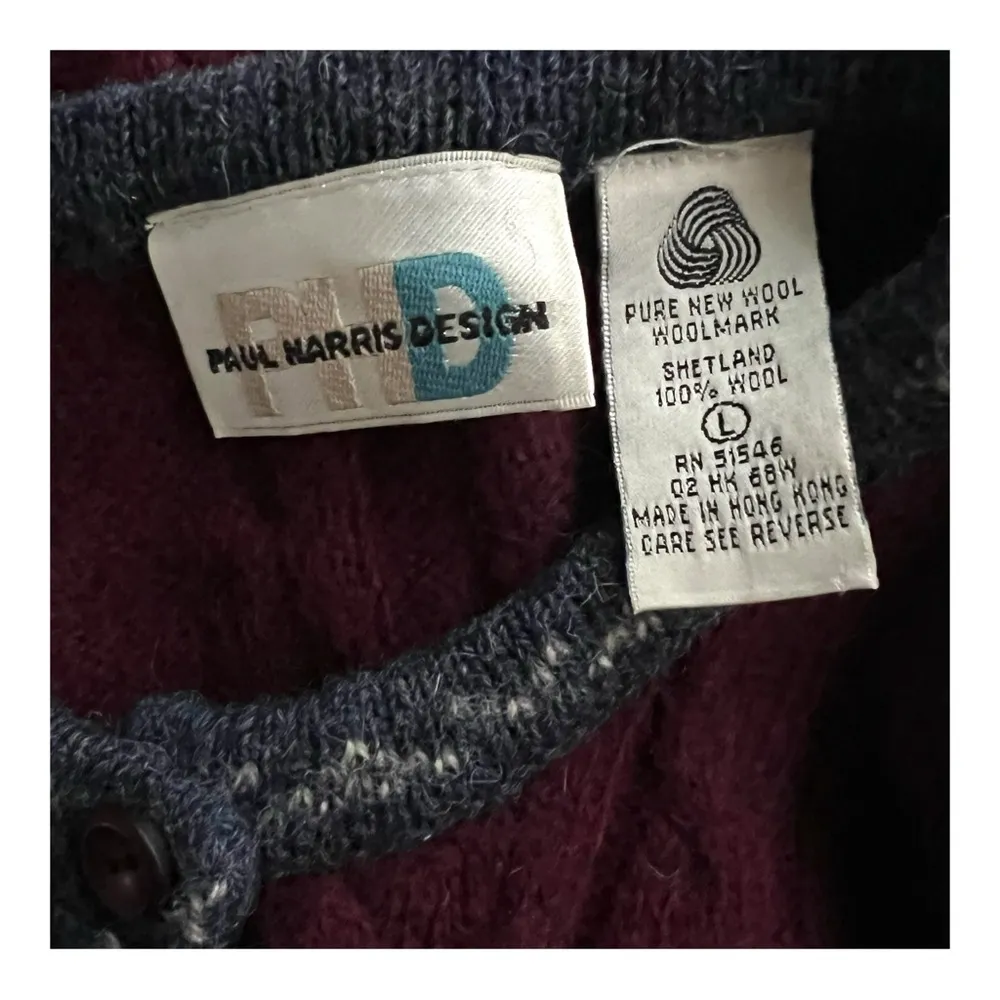 PHD
PAUL HARRIS DESIGN
PURE NEW WOOL
WOOLMARK
SHETLAND
100% WOOL
L
RN 51546
02 HK 68W
MADE IN HONG KONG
CARE SEE REVERSE